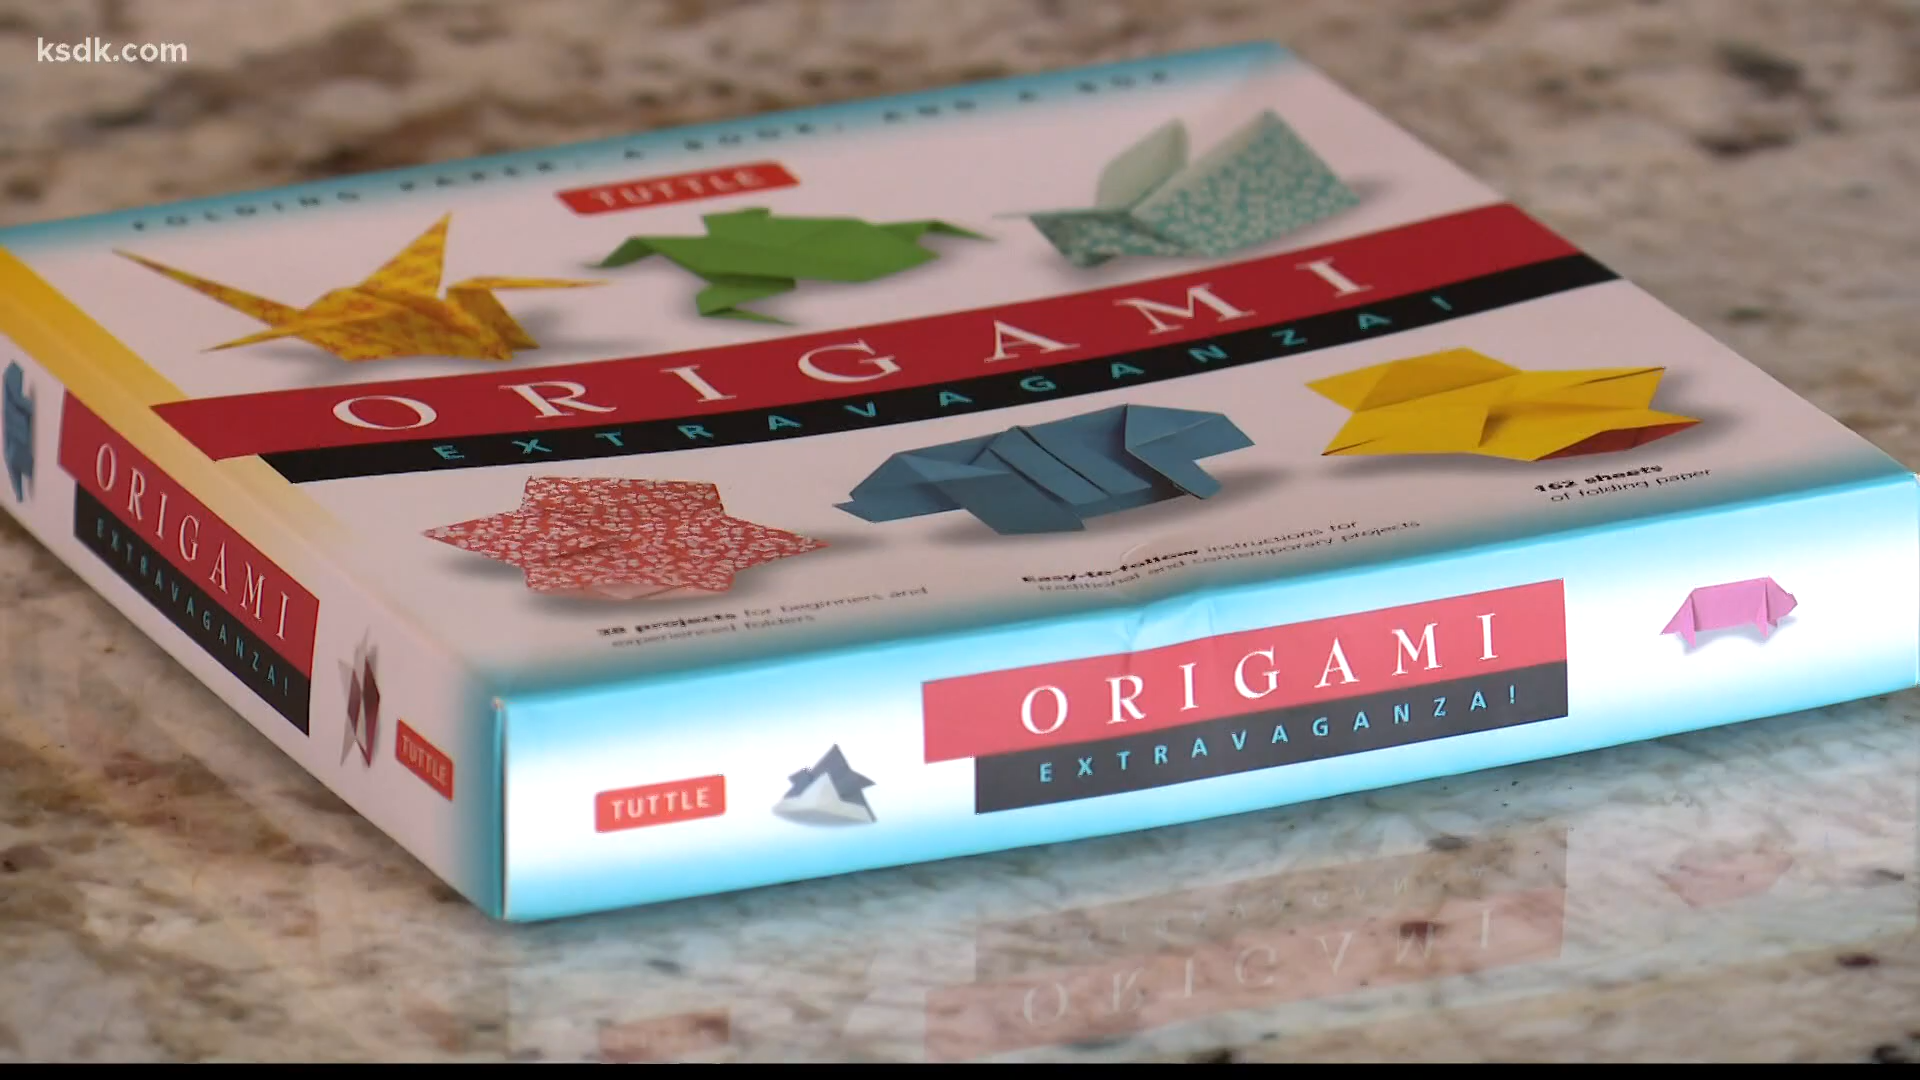 ksdk.com
FOLDING PAPER, A BOOK, AND A BOX
TUTTLE
ORIGAMI
EXTRAVAGANZA!
38 projects for beginners and
experienced folders
Easy-to-follow instructions for
traditional and contemporary projects
162 sheets
of folding paper
ORIGAMI
EXTRAVAGANZA!
TUTTLE
TUTTLE
ORIGAMI
EXTRAVAGANZA!